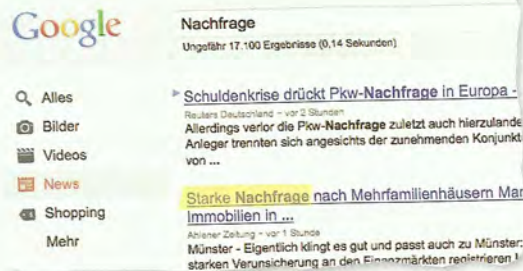 Google
Nachfrage
Ungefähr 17.100 Ergebnisse (0,14 Sekunden)
Alles
Bilder
Videos
News
Shopping
Mehr
Schuldenkrise drückt Pkw-Nachfrage in Europa -
Reuters Deutschland - vor 2 Stunden
Allerdings verlor die Pkw-Nachfrage zuletzt auch hierzulande
Anleger trennten sich angesichts der zunehmenden Konjunkt
von ...
Starke Nachfrage nach Mehrfamilienhäusern Mar
Immobilien in ...
Ahlener Zeitung - vor 1 Stunde
Münster - Eigentlich klingt es gut und passt auch zu Münster:
starken Verunsicherung an den Finanzmärkten registrieren